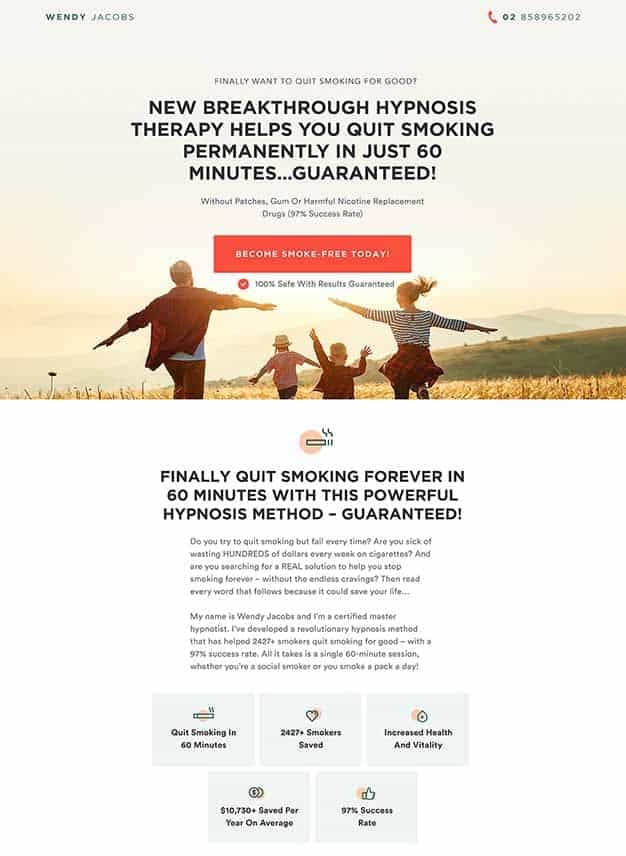 WENDY JACOBS
02 858965202
FINALLY WANT TO QUIT SMOKING FOR GOOD?
NEW BREAKTHROUGH HYPNOSIS
THERAPY HELPS YOU QUIT SMOKING
PERMANENTLY IN JUST 60
MINUTES...GUARANTEED!
Without Patches, Gum Or Harmful Nicotine Replacement
Drugs (97% Success Rate)
BECOME SMOKE-FREE TODAY!
100% Safe With Results Guaranteed
FINALLY QUIT SMOKING FOREVER IN
60 MINUTES WITH THIS POWERFUL
HYPNOSIS METHOD – GUARANTEED!
Do you try to quit smoking but fail every time? Are you sick of
wasting HUNDREDS of dollars every week on cigarettes? And
are you searching for a REAL solution to help you stop
smoking forever – without the endless cravings? Then read
every word that follows because it could save your life...
My name is Wendy Jacobs and I'm a certified master
hypnotist. I've developed a revolutionary hypnosis method
that has helped 2427+ smokers quit smoking for good – with a
97% success rate. All it takes is a single 60-minute session,
whether you're a social smoker or you smoke a pack a day!
Quit Smoking In
60 Minutes
2427+ Smokers
Saved
Increased Health
And Vitality
$10,730+ Saved Per
Year On Average
97% Success
Rate